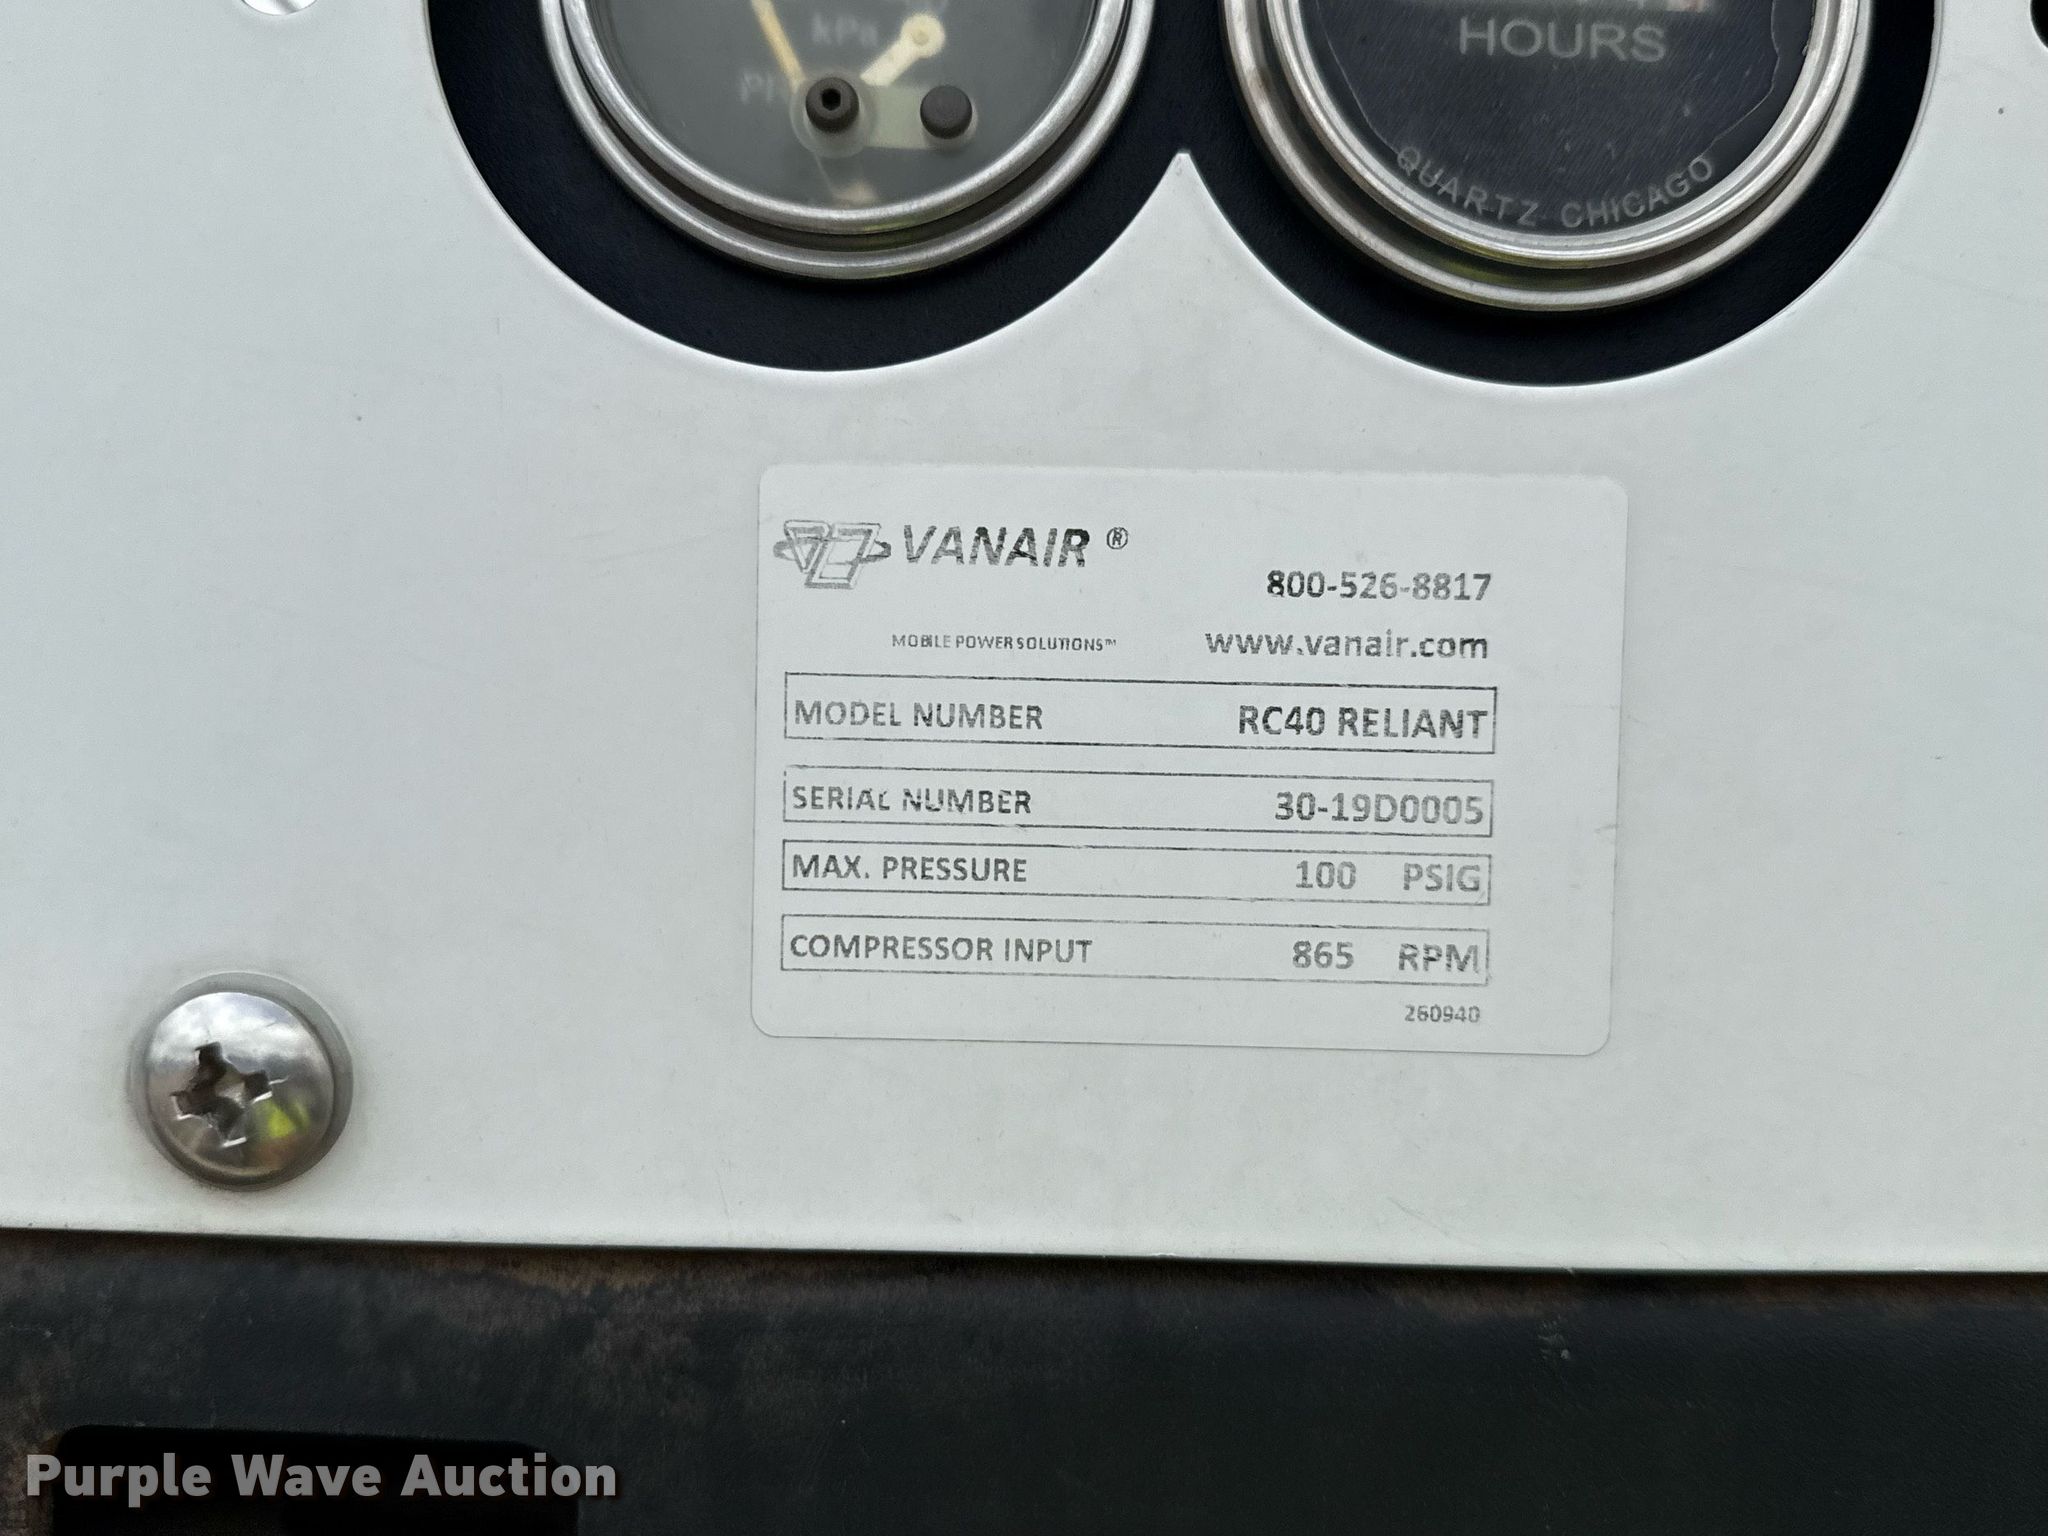 kPa
HOURS
QUARTZ CHICAGO
VANAIR ®
800-526-8817
MOBILE POWER SOLUTIONS™
www.vanair.com
MODEL NUMBER RC40 RELIANT
SERIAL NUMBER 30-19D0005
MAX. PRESSURE 100 PSIG
COMPRESSOR INPUT 865 RPM
260940
Purple Wave Auction